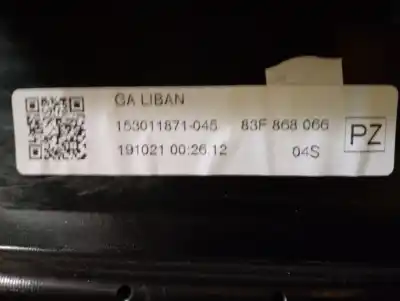 GA LIBAN
153011871-045 83F 868 066
191021 00:26.12 04S PZ